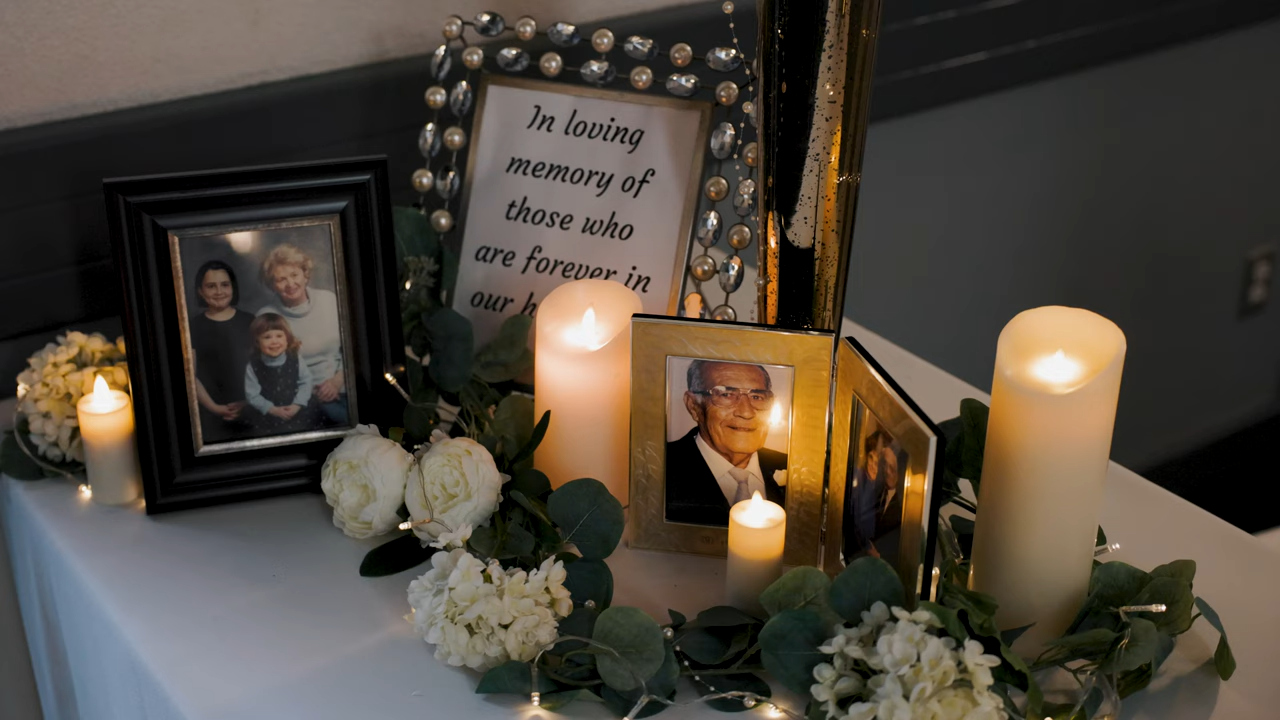 In loving
memory of
those who
are forever in
our